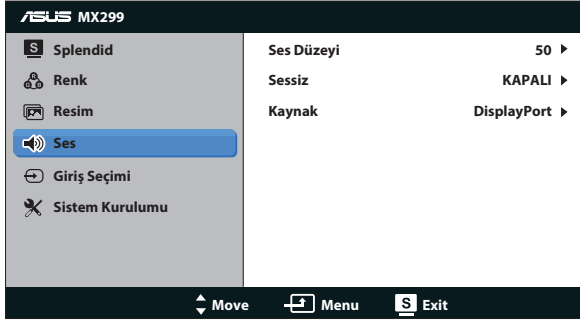 ASUS MX299
S Splendid
Renk
Resim
Ses
Giriş Seçimi
Sistem Kurulumu
Ses Düzeyi 50
Sessiz KAPALI
Kaynak DisplayPort
Move Menu S Exit